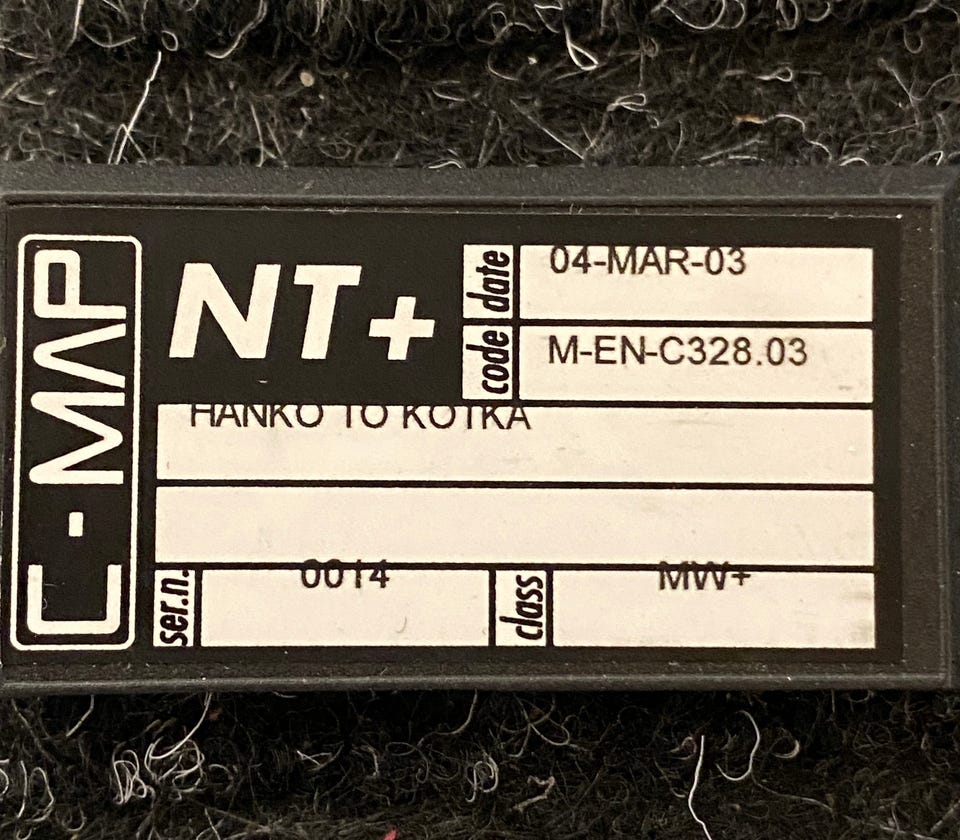 C-MAP
NT+
date 04-MAR-03
code M-EN-C328.03
HANKO TO KOTKA
ser.n. 0014
class MW+